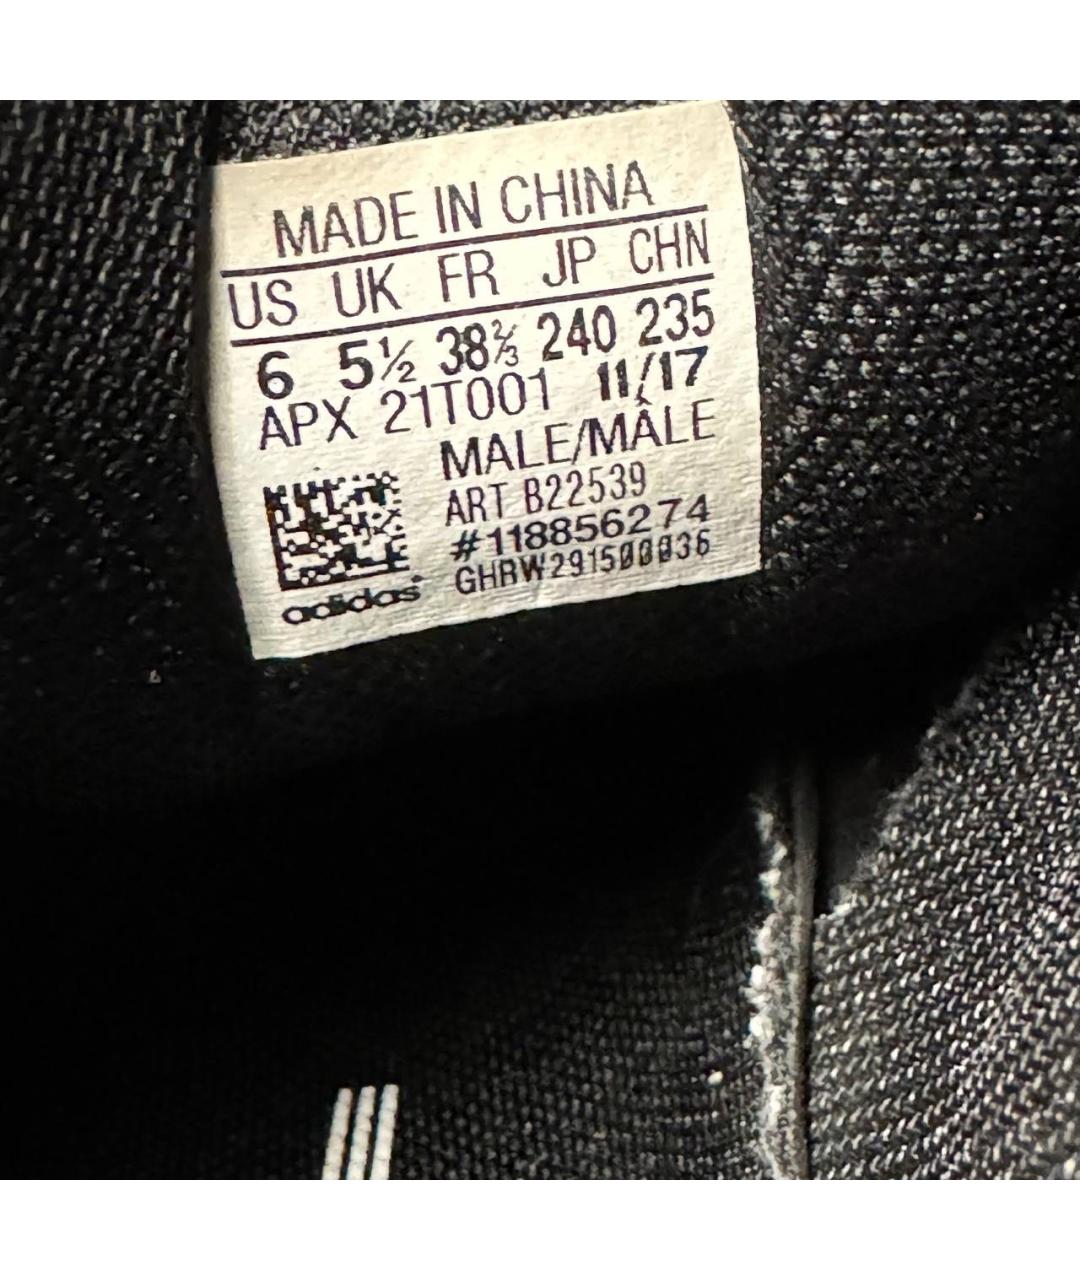 MADE IN CHINA
US UK FR JP CHN
6 5½ 38⅔ 240 235
APX 21T001 11/17
MALE/MÂLE
ART B22539
#118856274
GHRW291500036
adidas®